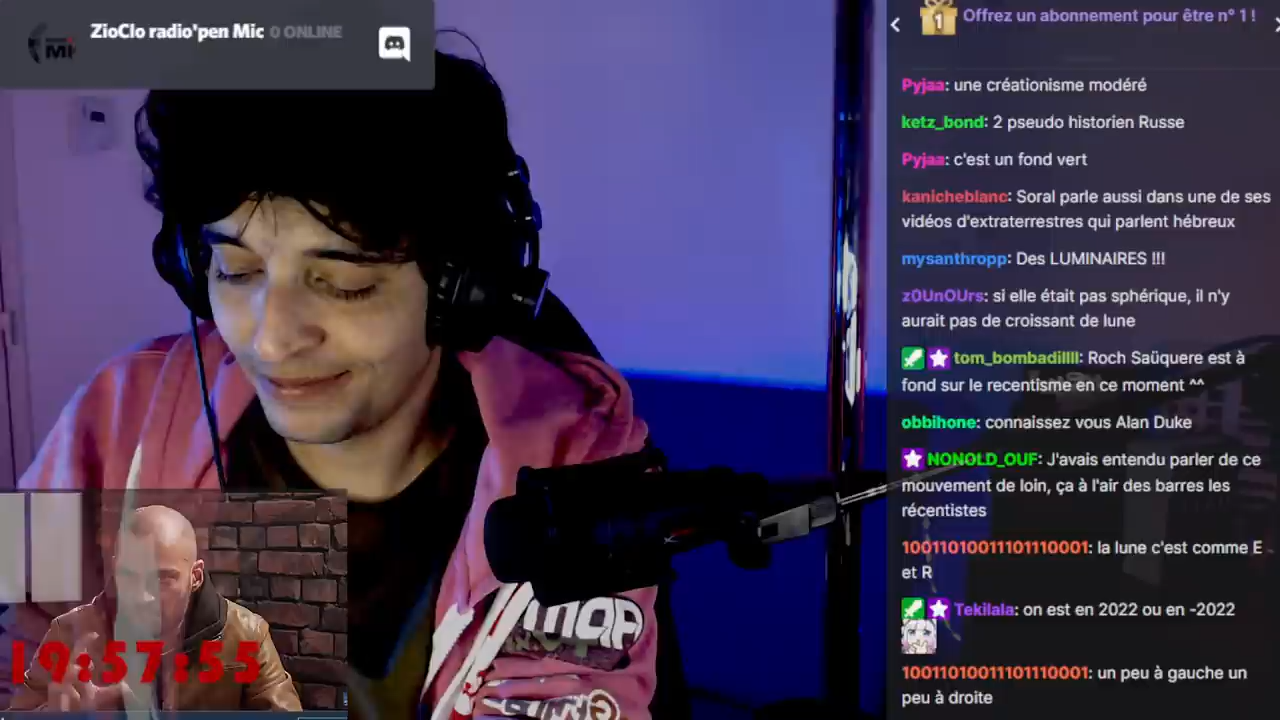 ZioClo radio'pen Mic 0 ONLINE
MI
1 Offrez un abonnement pour être n° 1 !
Pyjaa: une créationisme modéré
ketz_bond: 2 pseudo historien Russe
Pyjaa: c'est un fond vert
kanicheblanc: Soral parle aussi dans une de ses
vidéos d'extraterrestres qui parlent hébreux
mysanthropp: Des LUMINAIRES !!!
z0UnOUrs: si elle était pas sphérique, il n'y
aurait pas de croissant de lune
tom_bombadillll: Roch Saüquere est à
fond sur le recentisme en ce moment ^^
obbihone: connaissez vous Alan Duke
NONOLD_OUF: J'avais entendu parler de ce
mouvement de loin, ça à l'air des barres les
récentistes
10011010011101110001: la lune c'est comme E
et R
Tekilala: on est en 2022 ou en -2022
10011010011101110001: un peu à gauche un
peu à droite
19:57:55